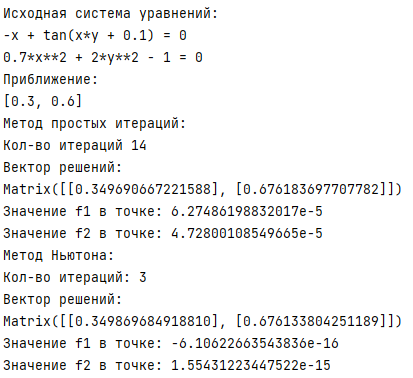 Исходная система уравнений:
-x + tan(x*y + 0.1) = 0
0.7*x**2 + 2*y**2 - 1 = 0
Приближение:
[0.3, 0.6]
Метод простых итераций:
Кол-во итераций 14
Вектор решений:
Matrix([[0.349690667221588], [0.676183697707782]])
Значение f1 в точке: 6.27486198832017e-5
Значение f2 в точке: 4.72800108549665e-5
Метод Ньютона:
Кол-во итераций: 3
Вектор решений:
Matrix([[0.349869684918810], [0.676133804251189]])
Значение f1 в точке: -6.10622663543836e-16
Значение f2 в точке: 1.55431223447522e-15